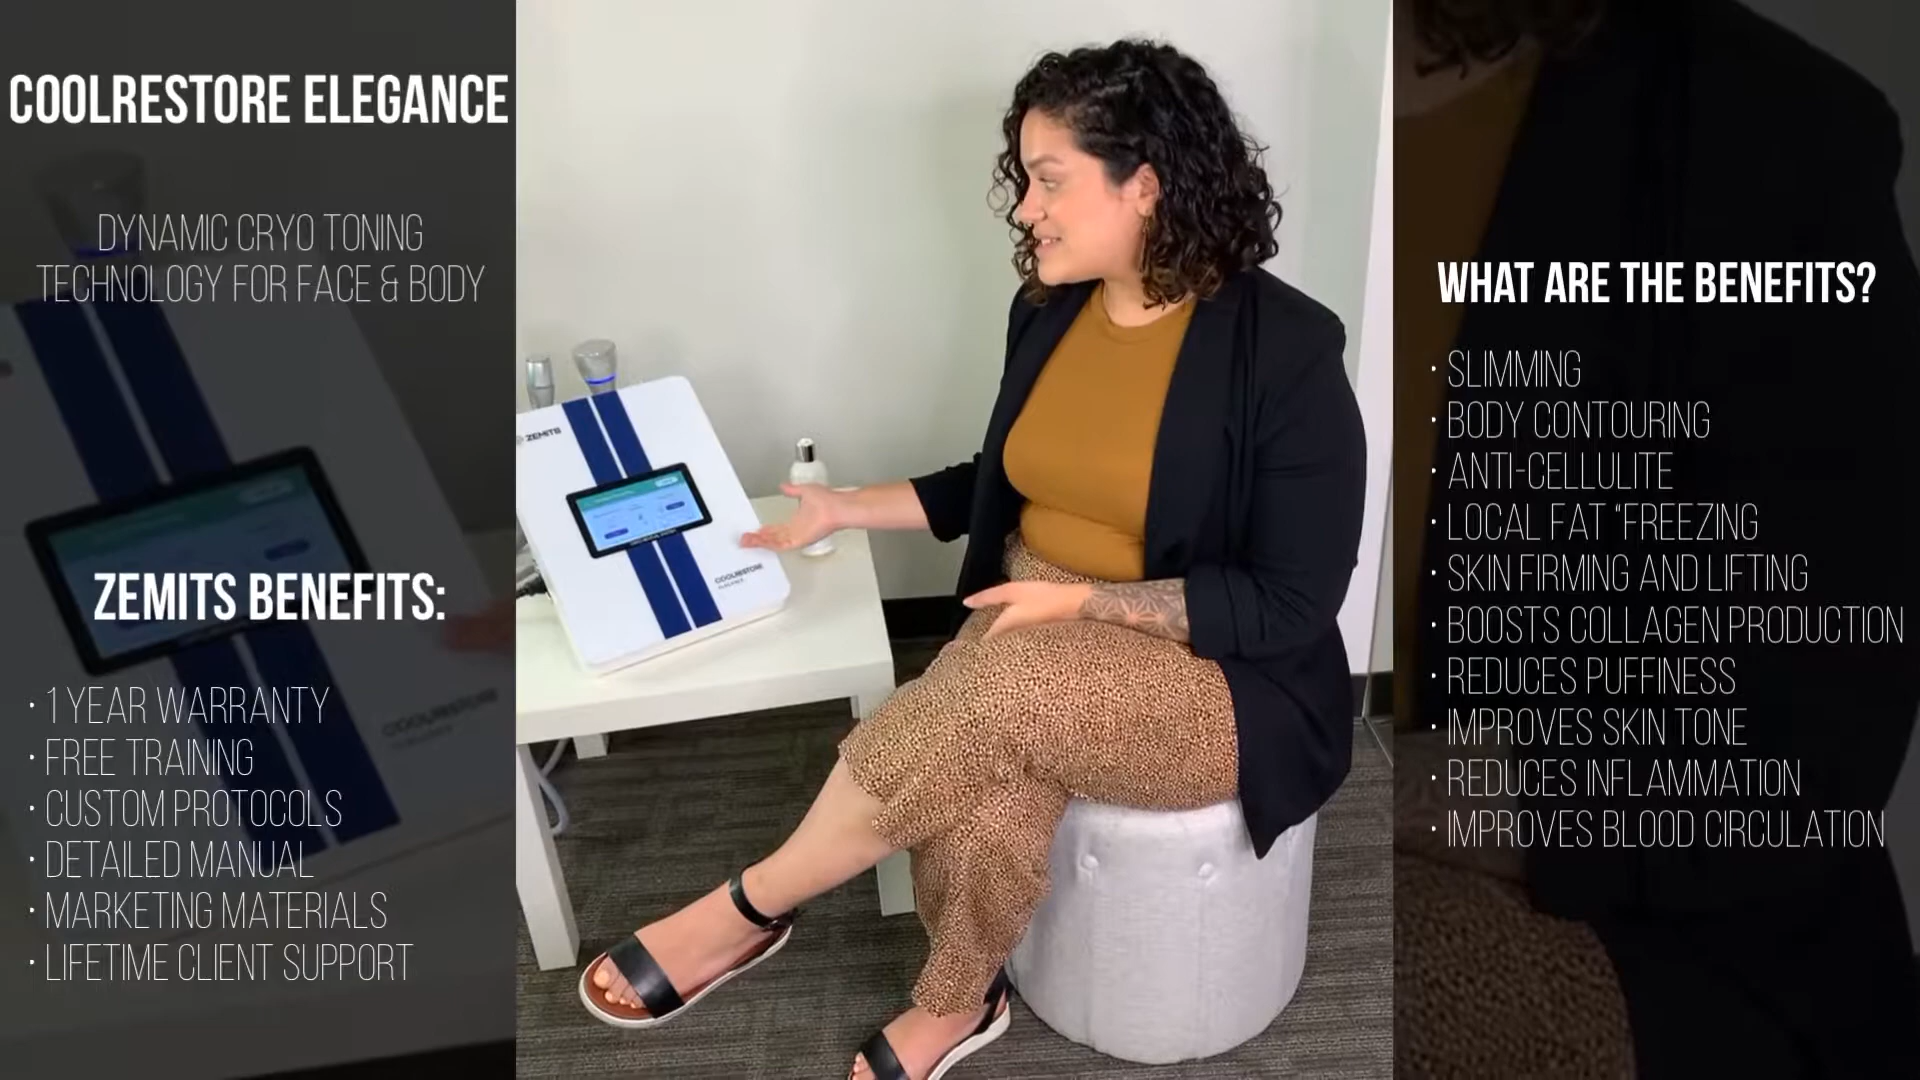 COOLRESTORE ELEGANCE
DYNAMIC CRYO TONING
TECHNOLOGY FOR FACE & BODY
ZEMITS BENEFITS:
· 1 YEAR WARRANTY
· FREE TRAINING
· CUSTOM PROTOCOLS
· DETAILED MANUAL
· MARKETING MATERIALS
· LIFETIME CLIENT SUPPORT
ZEMITS
COOLRESTORE
ELEGANCE
WHAT ARE THE BENEFITS?
· SLIMMING
· BODY CONTOURING
· ANTI-CELLULITE
· LOCAL FAT “FREEZING
· SKIN FIRMING AND LIFTING
· BOOSTS COLLAGEN PRODUCTION
· REDUCES PUFFINESS
· IMPROVES SKIN TONE
· REDUCES INFLAMMATION
· IMPROVES BLOOD CIRCULATION